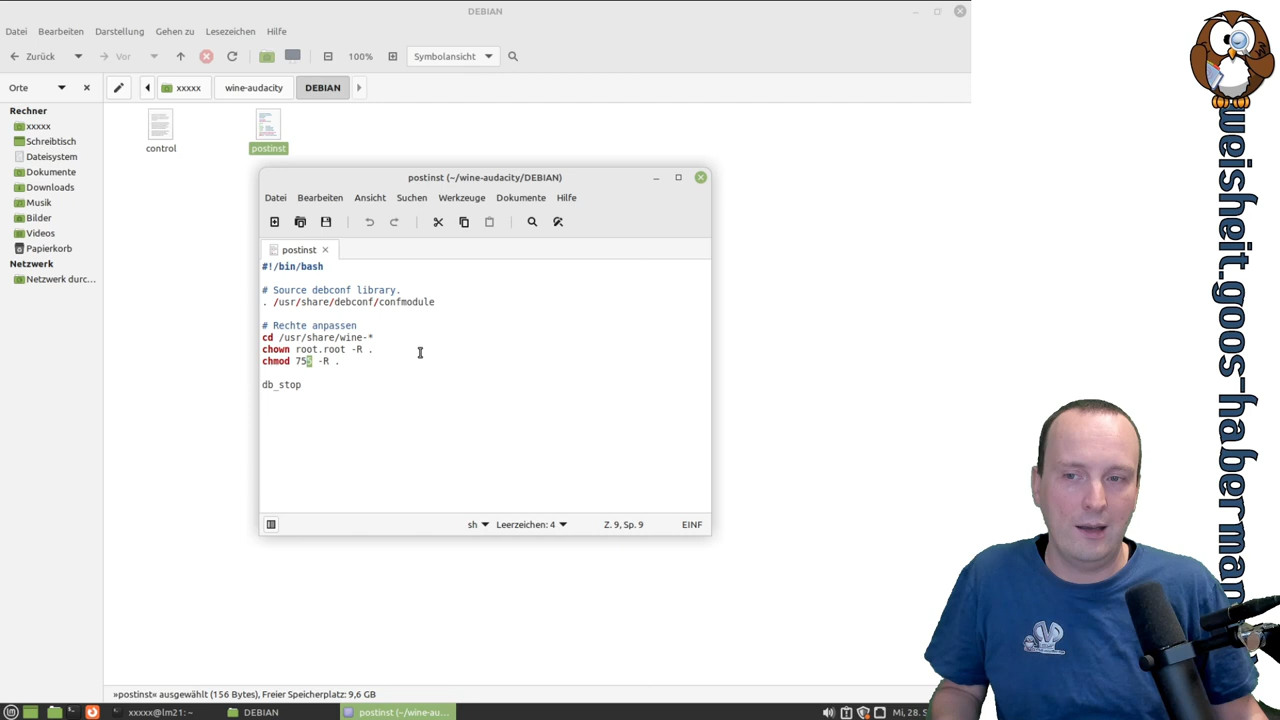 DEBIAN
Datei Bearbeiten Darstellung Gehen zu Lesezeichen Hilfe
Zurück Vor 100% Symbolansicht
Orte xxxxx wine-audacity DEBIAN
Rechner
xxxxx
Schreibtisch
Dateisystem
Dokumente
Downloads
Musik
Bilder
Videos
Papierkorb
Netzwerk
Netzwerk durc...
control postinst
postinst (~/wine-audacity/DEBIAN)
Datei Bearbeiten Ansicht Suchen Werkzeuge Dokumente Hilfe
postinst
#!/bin/bash
# Source debconf library.
. /usr/share/debconf/confmodule
# Rechte anpassen
cd /usr/share/wine-*
chown root.root -R .
chmod 755 -R .
db_stop
sh Leerzeichen: 4 Z. 9, Sp. 9 EINF
»postinst« ausgewählt (156 Bytes), Freier Speicherplatz: 9,6 GB
xxxxx@lm21: ~ DEBIAN postinst (~/wine-au... Mi, 28. S
weisheit.goos-haberman